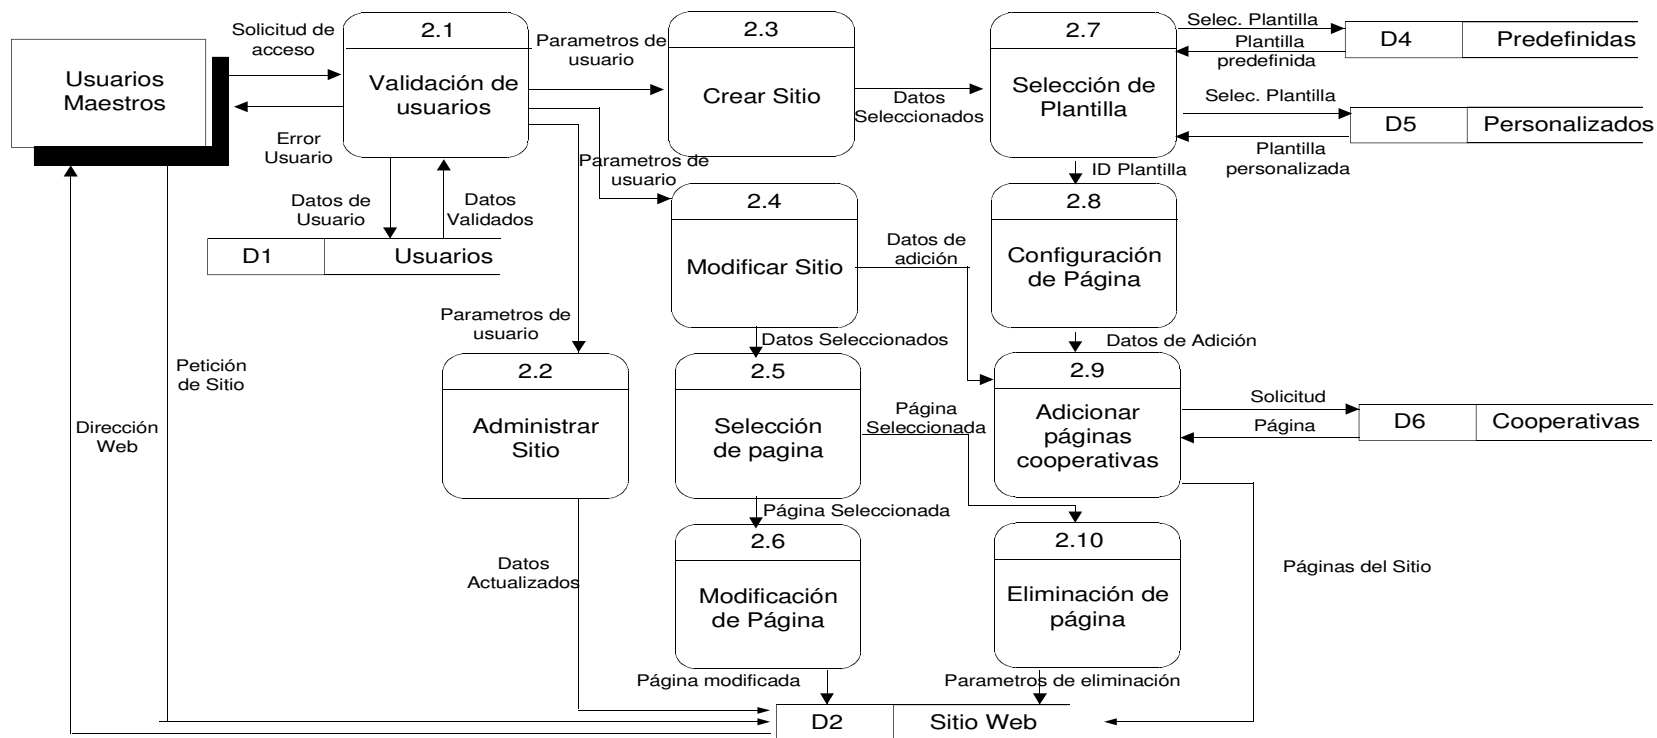 Usuarios
Maestros
Solicitud de
acceso
Error
Usuario
2.1
Validación de
usuarios
Parametros de
usuario
2.3
Crear Sitio
Datos
Seleccionados
2.7
Selección de
Plantilla
Selec. Plantilla
Plantilla
predefinida
D4
Predefinidas
Selec. Plantilla
D5
Personalizados
Plantilla
personalizada
Parametros de
usuario
Datos de
Usuario
Datos
Validados
D1
Usuarios
2.4
Modificar Sitio
Datos de
adición
ID Plantilla
2.8
Configuración
de Página
Parametros de
usuario
Datos Seleccionados
Datos de Adición
Petición
de Sitio
Dirección
Web
2.2
Administrar
Sitio
2.5
Selección
de pagina
Página
Seleccionada
2.9
Adicionar
páginas
cooperativas
Solicitud
Página
D6
Cooperativas
Página Seleccionada
Datos
Actualizados
2.6
Modificación
de Página
2.10
Eliminación de
página
Páginas del Sitio
Página modificada
Parametros de eliminación
D2
Sitio Web